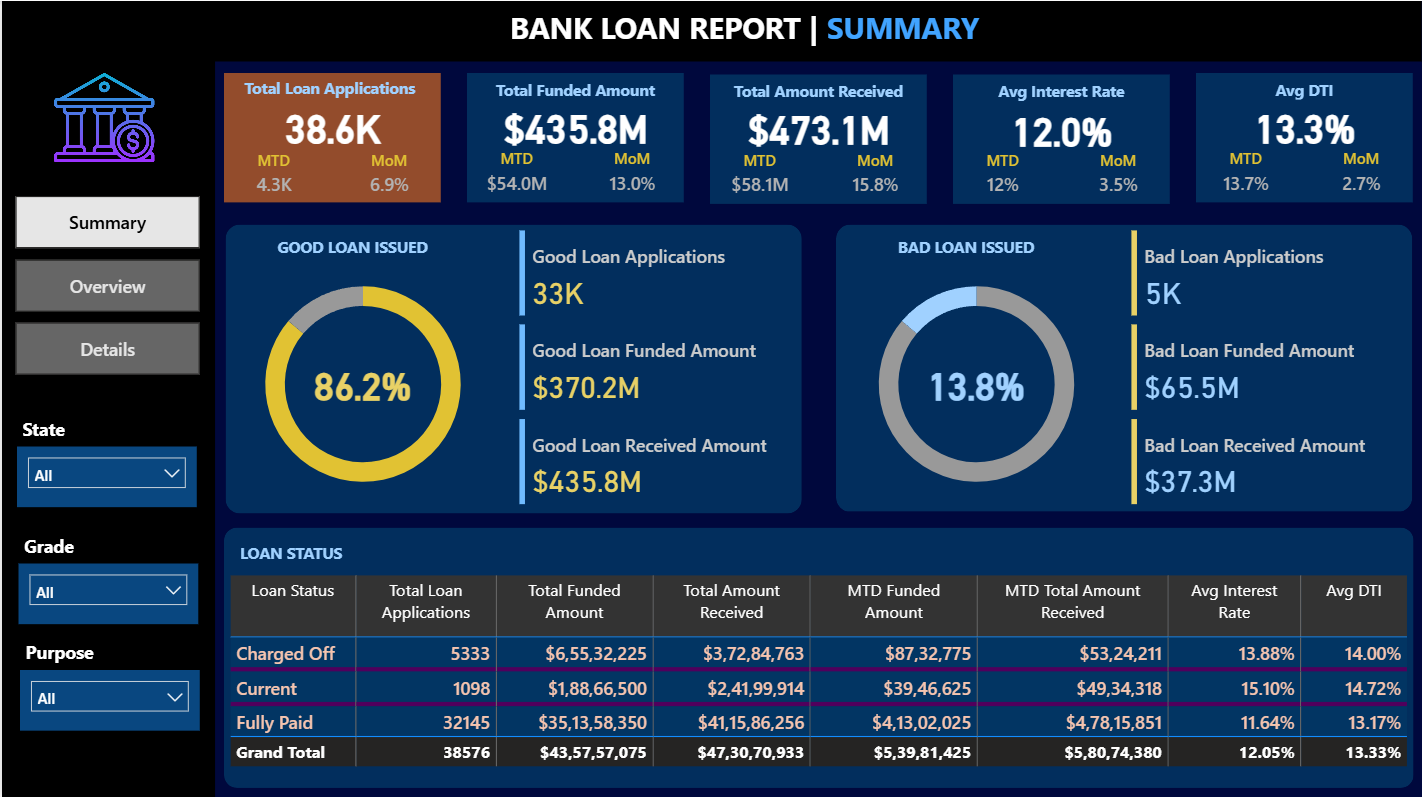 BANK LOAN REPORT | SUMMARY
$
Summary
Overview
Details
State
All
Grade
All
Purpose
All
Total Loan Applications
38.6K
MTD MoM
4.3K 6.9%
Total Funded Amount
$435.8M
MTD MoM
$54.0M 13.0%
Total Amount Received
$473.1M
MTD MoM
$58.1M 15.8%
Avg Interest Rate
12.0%
MTD MoM
12% 3.5%
Avg DTI
13.3%
MTD MoM
13.7% 2.7%
GOOD LOAN ISSUED
86.2%
Good Loan Applications
33K
Good Loan Funded Amount
$370.2M
Good Loan Received Amount
$435.8M
BAD LOAN ISSUED
13.8%
Bad Loan Applications
5K
Bad Loan Funded Amount
$65.5M
Bad Loan Received Amount
$37.3M
LOAN STATUS
Loan Status Total Loan Applications Total Funded Amount Total Amount Received MTD Funded Amount MTD Total Amount Received Avg Interest Rate Avg DTI
Charged Off 5333 $6,55,32,225 $3,72,84,763 $87,32,775 $53,24,211 13.88% 14.00%
Current 1098 $1,88,66,500 $2,41,99,914 $39,46,625 $49,34,318 15.10% 14.72%
Fully Paid 32145 $35,13,58,350 $41,15,86,256 $4,13,02,025 $4,78,15,851 11.64% 13.17%
Grand Total 38576 $43,57,57,075 $47,30,70,933 $5,39,81,425 $5,80,74,380 12.05% 13.33%